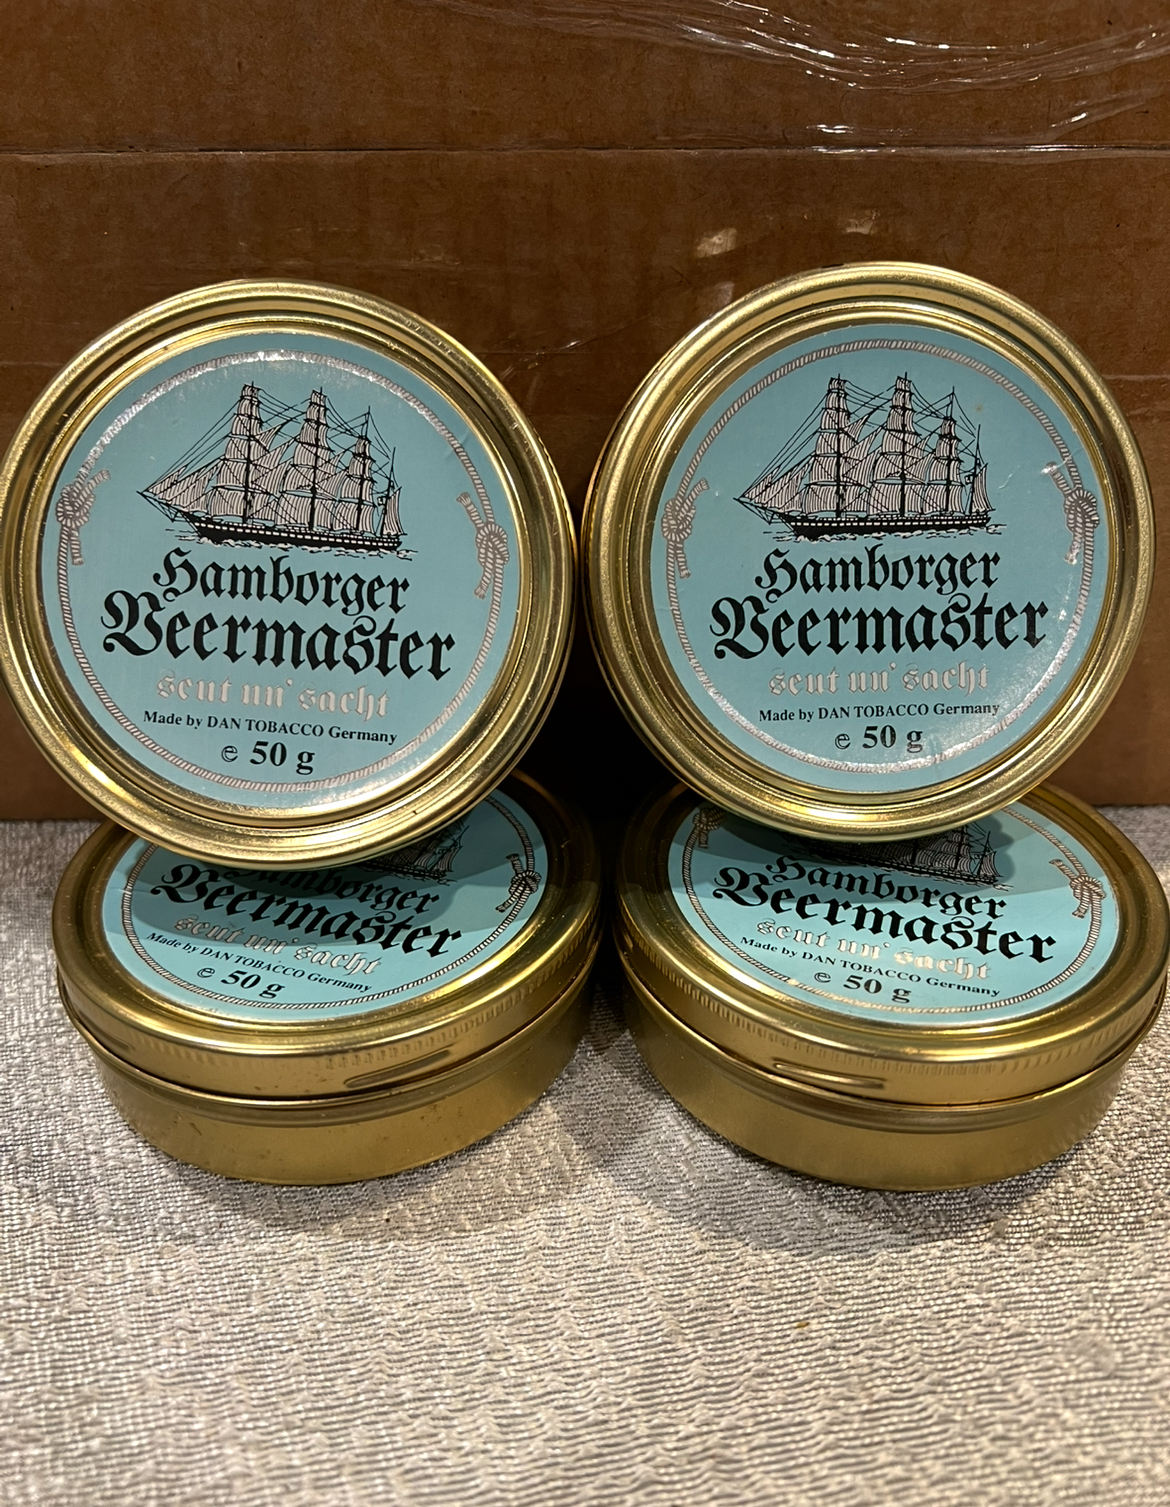 Hamborger
Veermaster
seut un' sacht
Made by DAN TOBACCO Germany
℮ 50 g
Hamborger
Veermaster
seut un' sacht
Made by DAN TOBACCO Germany
℮ 50 g
Hamborger
Veermaster
seut un' sacht
Made by DAN TOBACCO Germany
℮ 50 g
Hamborger
Veermaster
seut un' sacht
Made by DAN TOBACCO Germany
℮ 50 g